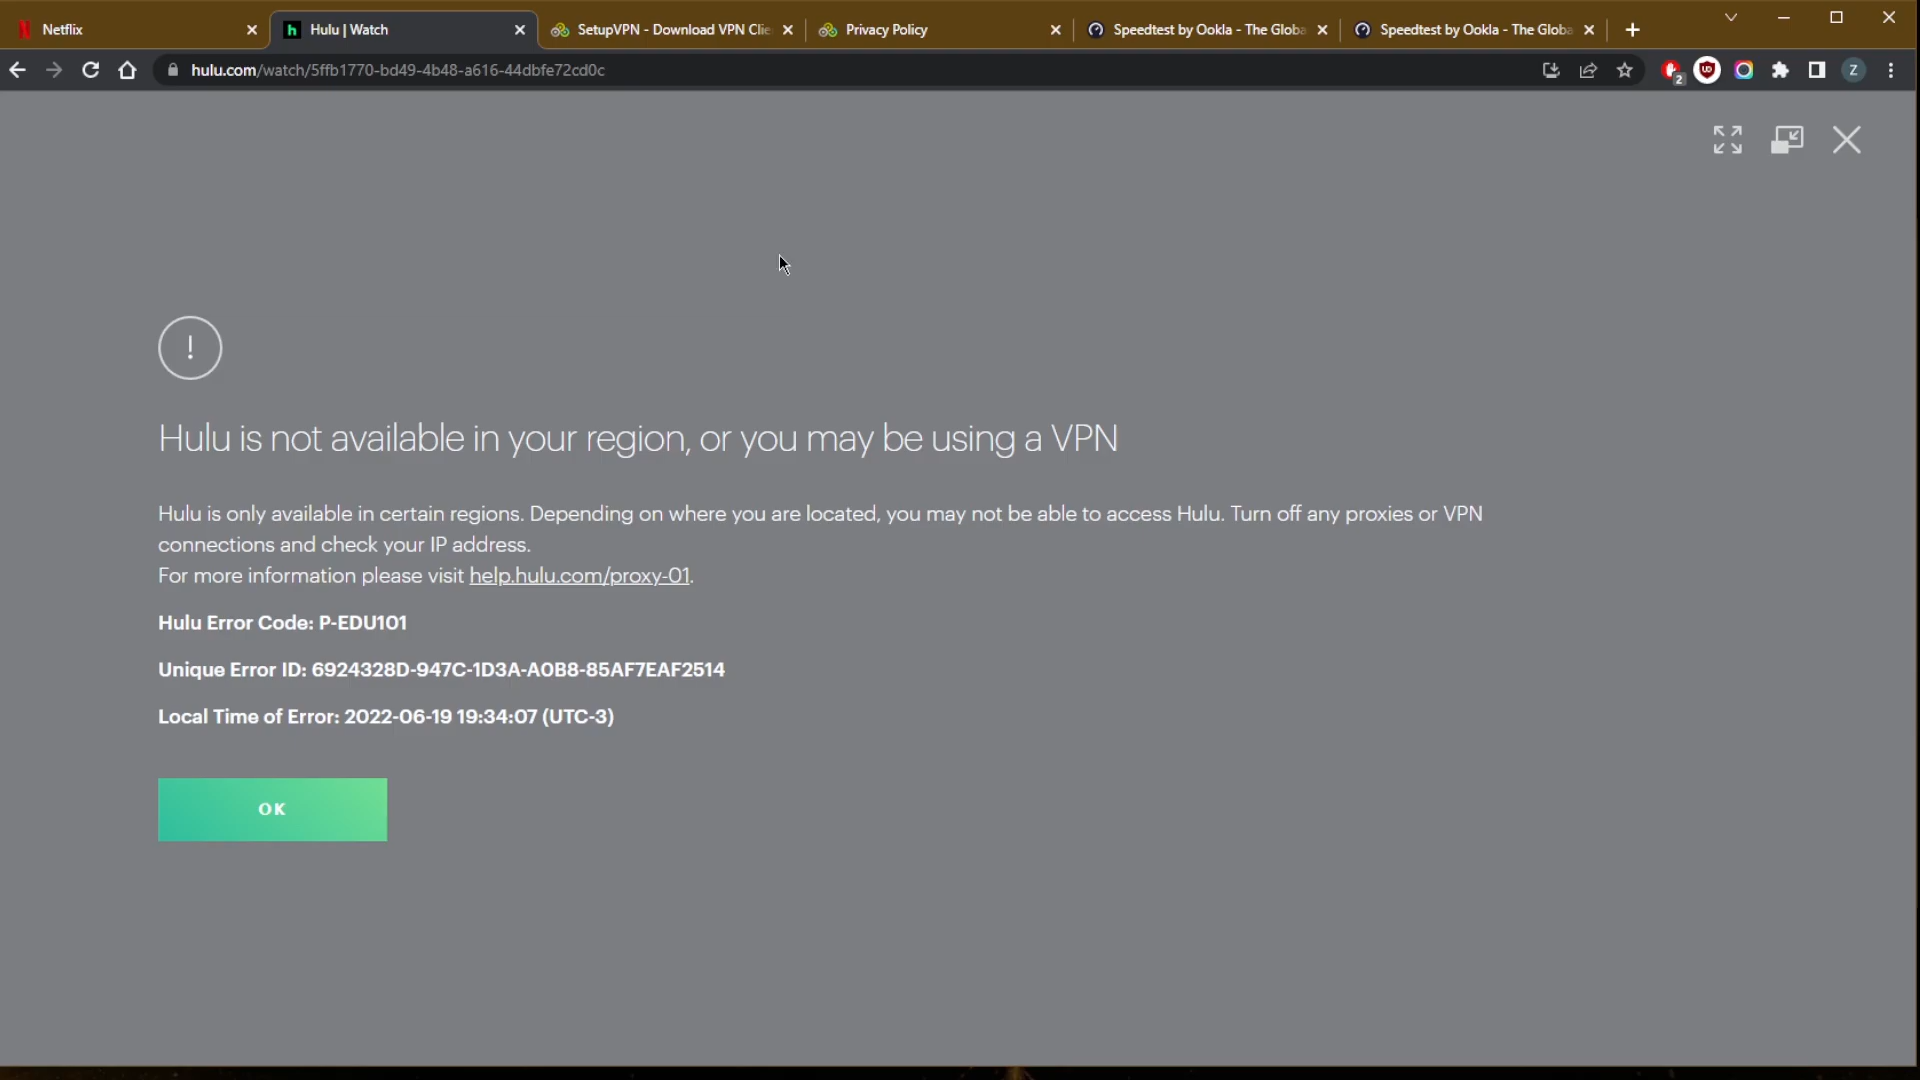 Netflix
Hulu | Watch
SetupVPN - Download VPN Clie
Privacy Policy
Speedtest by Ookla - The Globa
Speedtest by Ookla - The Globa
hulu.com/watch/5ffb1770-bd49-4b48-a616-44dbfe72cd0c
2
Z
Hulu is not available in your region, or you may be using a VPN
Hulu is only available in certain regions. Depending on where you are located, you may not be able to access Hulu. Turn off any proxies or VPN
connections and check your IP address.
For more information please visit help.hulu.com/proxy-01.
Hulu Error Code: P-EDU101
Unique Error ID: 6924328D-947C-1D3A-A0B8-85AF7EAF2514
Local Time of Error: 2022-06-19 19:34:07 (UTC-3)
OK